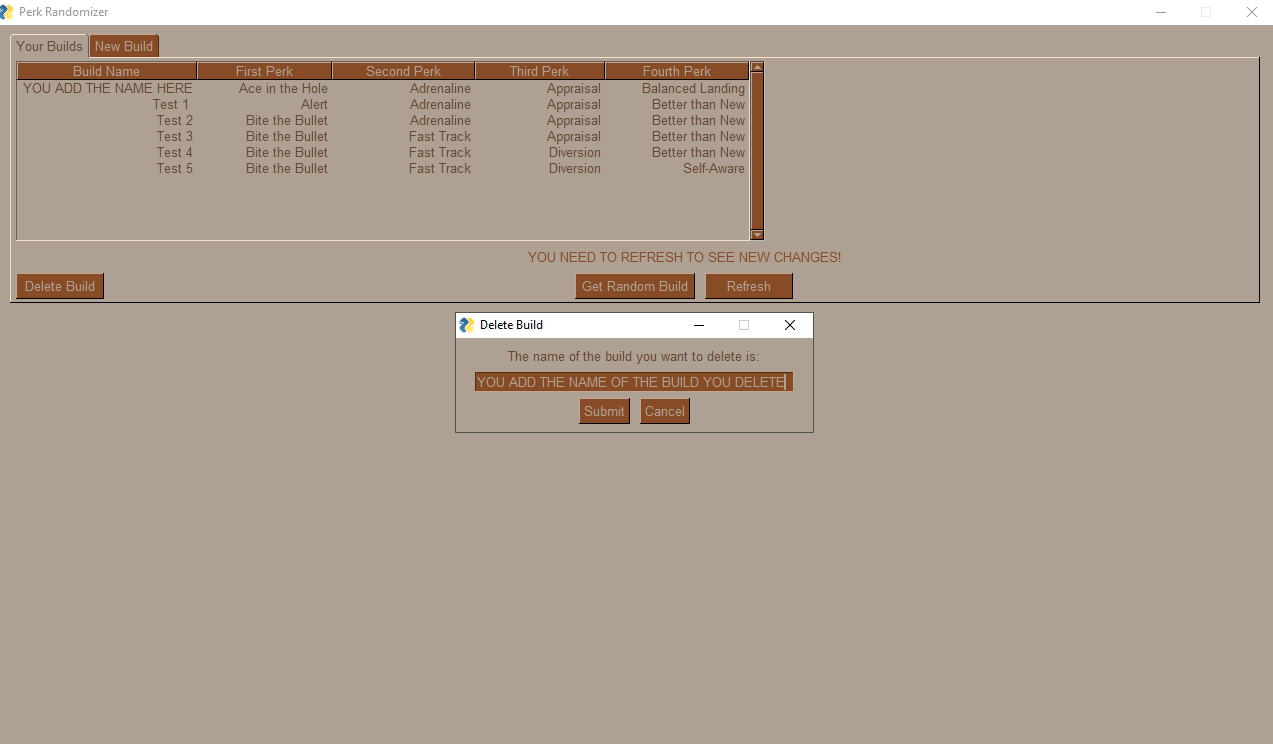 Perk Randomizer
Your Builds New Build
Build Name First Perk Second Perk Third Perk Fourth Perk
YOU ADD THE NAME HERE Ace in the Hole Adrenaline Appraisal Balanced Landing
Test 1 Alert Adrenaline Appraisal Better than New
Test 2 Bite the Bullet Adrenaline Appraisal Better than New
Test 3 Bite the Bullet Fast Track Appraisal Better than New
Test 4 Bite the Bullet Fast Track Diversion Better than New
Test 5 Bite the Bullet Fast Track Diversion Self-Aware
YOU NEED TO REFRESH TO SEE NEW CHANGES!
Delete Build Get Random Build Refresh
Delete Build
The name of the build you want to delete is:
YOU ADD THE NAME OF THE BUILD YOU DELETE
Submit Cancel